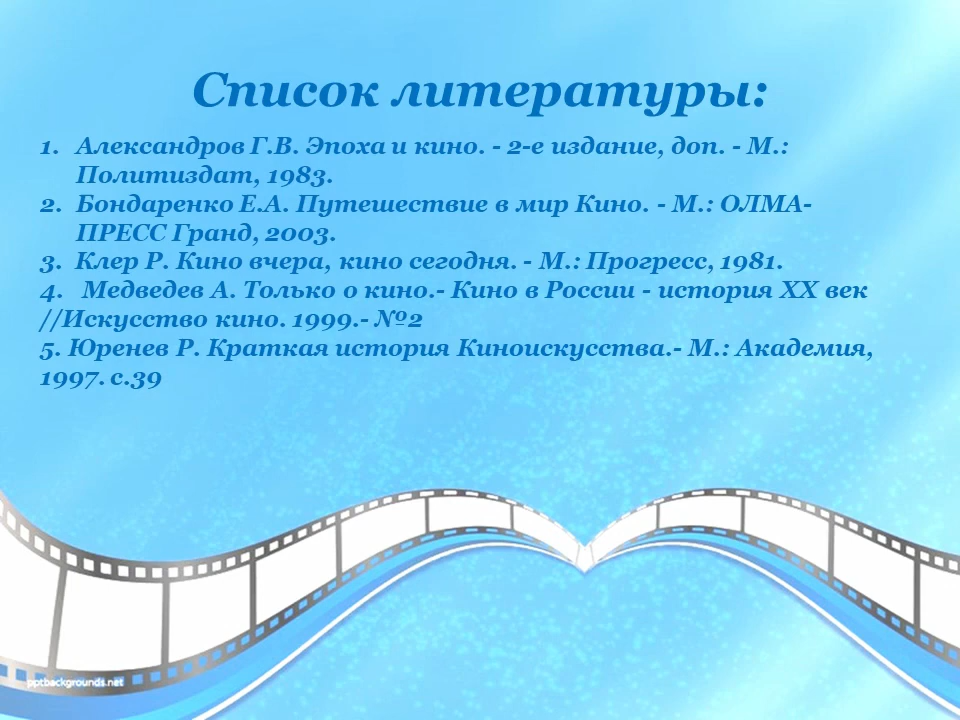 Список литературы:
1. Александров Г.В. Эпоха и кино. - 2-е издание, доп. - М.:
Политиздат, 1983.
2. Бондаренко Е.А. Путешествие в мир Кино. - М.: ОЛМА-
ПРЕСС Гранд, 2003.
3. Клер Р. Кино вчера, кино сегодня. - М.: Прогресс, 1981.
4. Медведев А. Только о кино.- Кино в России - история XX век
//Искусство кино. 1999.- №2
5. Юренев Р. Краткая история Киноискусства.- М.: Академия,
1997. с.39
pptbackgrounds.net